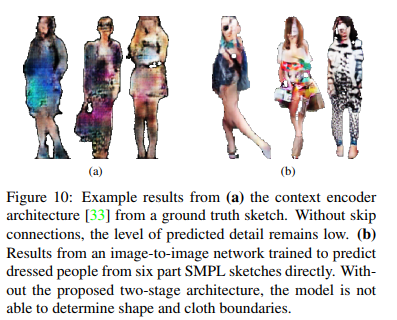 (a)
(b)
Figure 10: Example results from (a) the context encoder
architecture [33] from a ground truth sketch. Without skip
connections, the level of predicted detail remains low. (b)
Results from an image-to-image network trained to predict
dressed people from six part SMPL sketches directly. With-
out the proposed two-stage architecture, the model is not
able to determine shape and cloth boundaries.